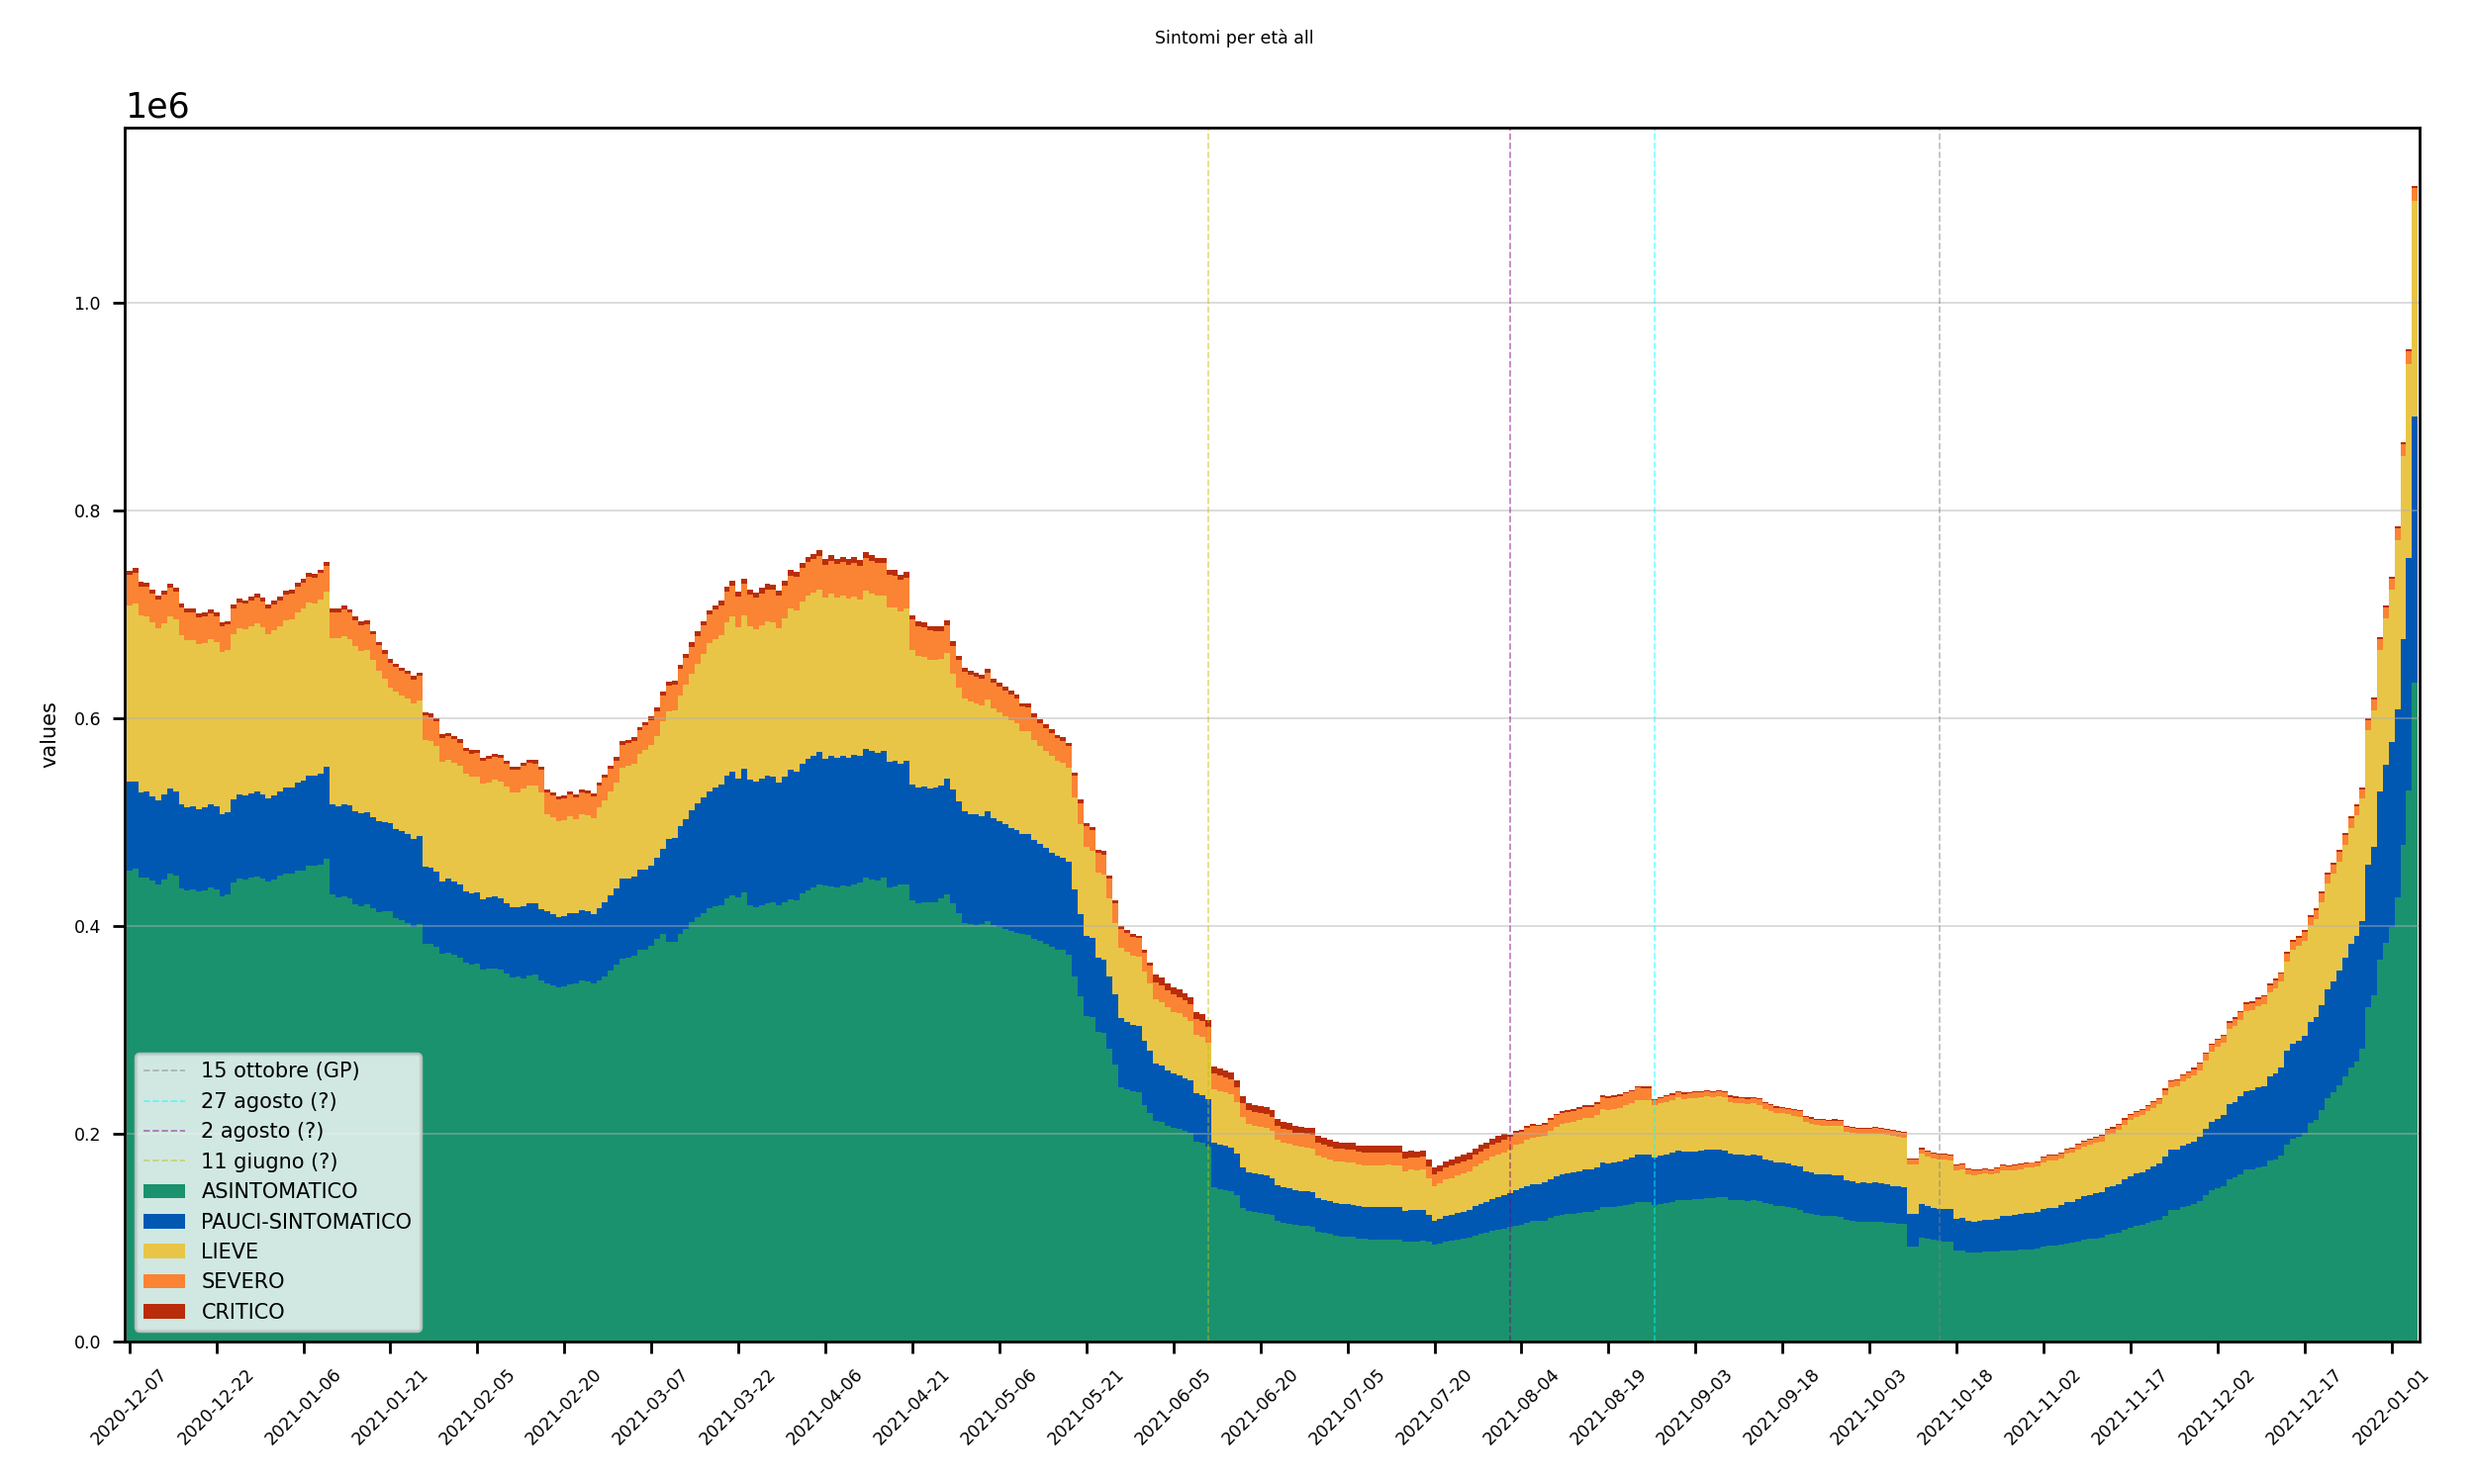 Sintomi per età all
1e6
1.0
0.8
0.6
0.4
0.2
0.0
values
15 ottobre (GP)
27 agosto (?)
2 agosto (?)
11 giugno (?)
ASINTOMATICO
PAUCI-SINTOMATICO
LIEVE
SEVERO
CRITICO
2020-12-07
2020-12-22
2021-01-06
2021-01-21
2021-02-05
2021-02-20
2021-03-07
2021-03-22
2021-04-06
2021-04-21
2021-05-06
2021-05-21
2021-06-05
2021-06-20
2021-07-05
2021-07-20
2021-08-04
2021-08-19
2021-09-03
2021-09-18
2021-10-03
2021-10-18
2021-11-02
2021-11-17
2021-12-02
2021-12-17
2022-01-01